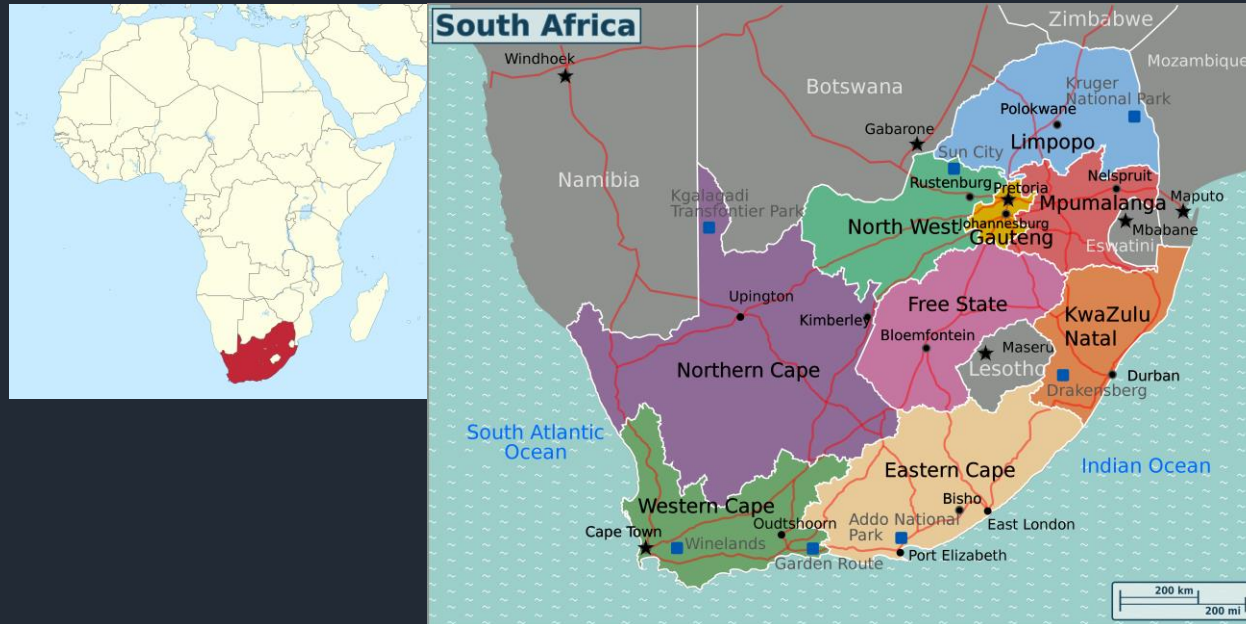 South Africa
Zimbabwe
Windhoek
Mozambique
Botswana
Kruger
National Park
Polokwane
Gabarone
Limpopo
Sun City
Namibia
Nelspruit
Rustenburg
Pretoria
Kgalagadi
Transfontier Park
Mpumalanga
Maputo
North West
Johannesburg
Mbabane
Gauteng
Eswatini
Upington
Free State
KwaZulu
Natal
Kimberley
Bloemfontein
Maseru
Northern Cape
Lesotho
Durban
Drakensberg
South Atlantic
Ocean
Indian Ocean
Eastern Cape
Western Cape
Bisho
Cape Town
Oudtshoorn
Addo National
Park
East London
Winelands
Garden Route
Port Elizabeth
200 km
200 mi